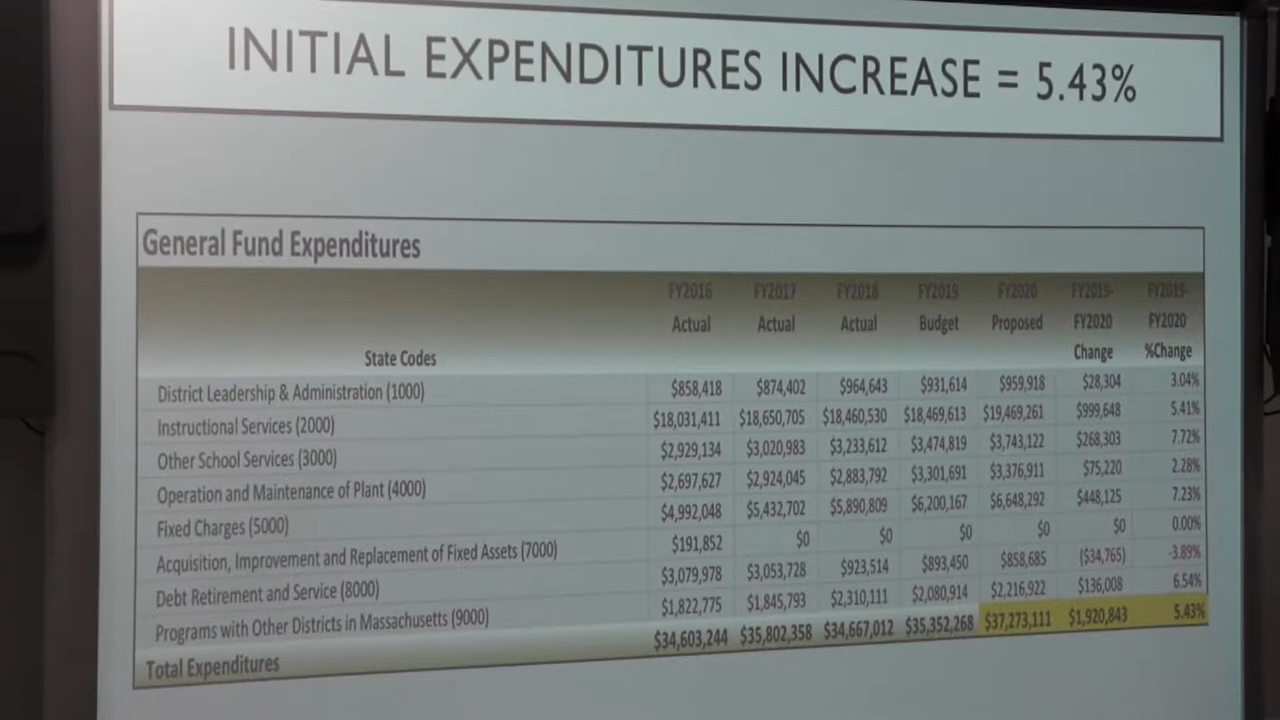 INITIAL EXPENDITURES INCREASE = 5.43%
General Fund Expenditures
FY2016 FY2017 FY2018 FY2019 FY2020 FY2019- FY2019-
Actual Actual Actual Budget Proposed FY2020 FY2020
State Codes Change %Change
District Leadership & Administration (1000) $858,418 $874,402 $964,643 $931,614 $959,918 $28,304 3.04%
Instructional Services (2000) $18,031,411 $18,650,705 $18,460,530 $18,469,613 $19,469,261 $999,648 5.41%
Other School Services (3000) $2,929,134 $3,020,983 $3,233,612 $3,474,819 $3,743,122 $268,303 7.72%
Operation and Maintenance of Plant (4000) $2,697,627 $2,924,045 $2,883,792 $3,301,691 $3,376,911 $75,220 2.28%
Fixed Charges (5000) $4,992,048 $5,432,702 $5,890,809 $6,200,167 $6,648,292 $448,125 7.23%
Acquisition, Improvement and Replacement of Fixed Assets (7000) $191,852 $0 $0 $0 $0 $0 0.00%
Debt Retirement and Service (8000) $3,079,978 $3,053,728 $923,514 $893,450 $858,685 ($34,765) -3.89%
Programs with Other Districts in Massachusetts (9000) $1,822,775 $1,845,793 $2,310,111 $2,080,914 $2,216,922 $136,008 6.54%
Total Expenditures $34,603,244 $35,802,358 $34,667,012 $35,352,268 $37,273,111 $1,920,843 5.43%